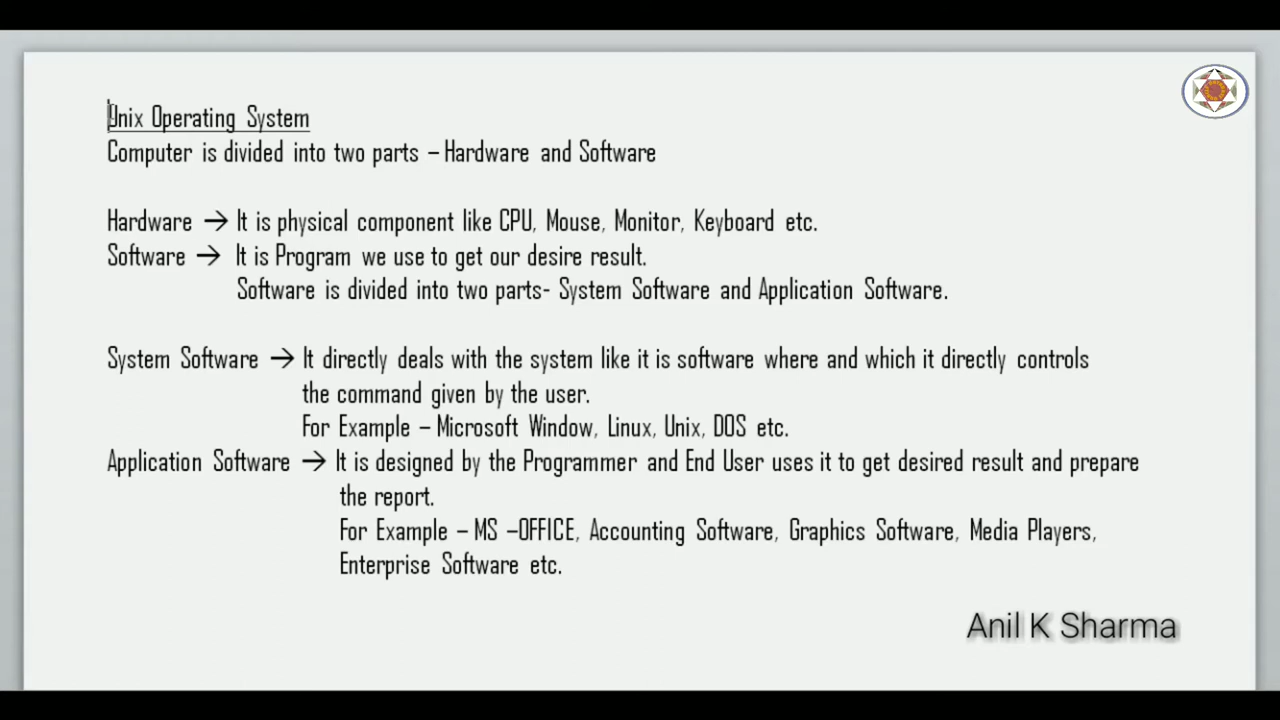 Unix Operating System
Computer is divided into two parts – Hardware and Software
Hardware → It is physical component like CPU, Mouse, Monitor, Keyboard etc.
Software → It is Program we use to get our desire result.
Software is divided into two parts- System Software and Application Software.
System Software → It directly deals with the system like it is software where and which it directly controls
the command given by the user.
For Example – Microsoft Window, Linux, Unix, DOS etc.
Application Software → It is designed by the Programmer and End User uses it to get desired result and prepare
the report.
For Example – MS –OFFICE, Accounting Software, Graphics Software, Media Players,
Enterprise Software etc.
Anil K Sharma